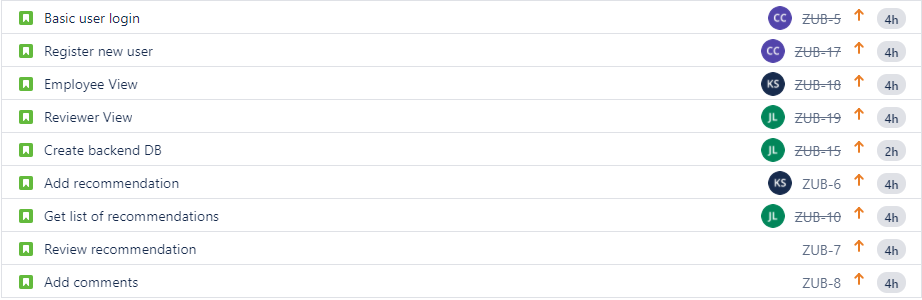 Basic user login CC ZUB-5 4h
Register new user CC ZUB-17 4h
Employee View KS ZUB-18 4h
Reviewer View JL ZUB-19 4h
Create backend DB JL ZUB-15 2h
Add recommendation KS ZUB-6 4h
Get list of recommendations JL ZUB-10 4h
Review recommendation ZUB-7 4h
Add comments ZUB-8 4h